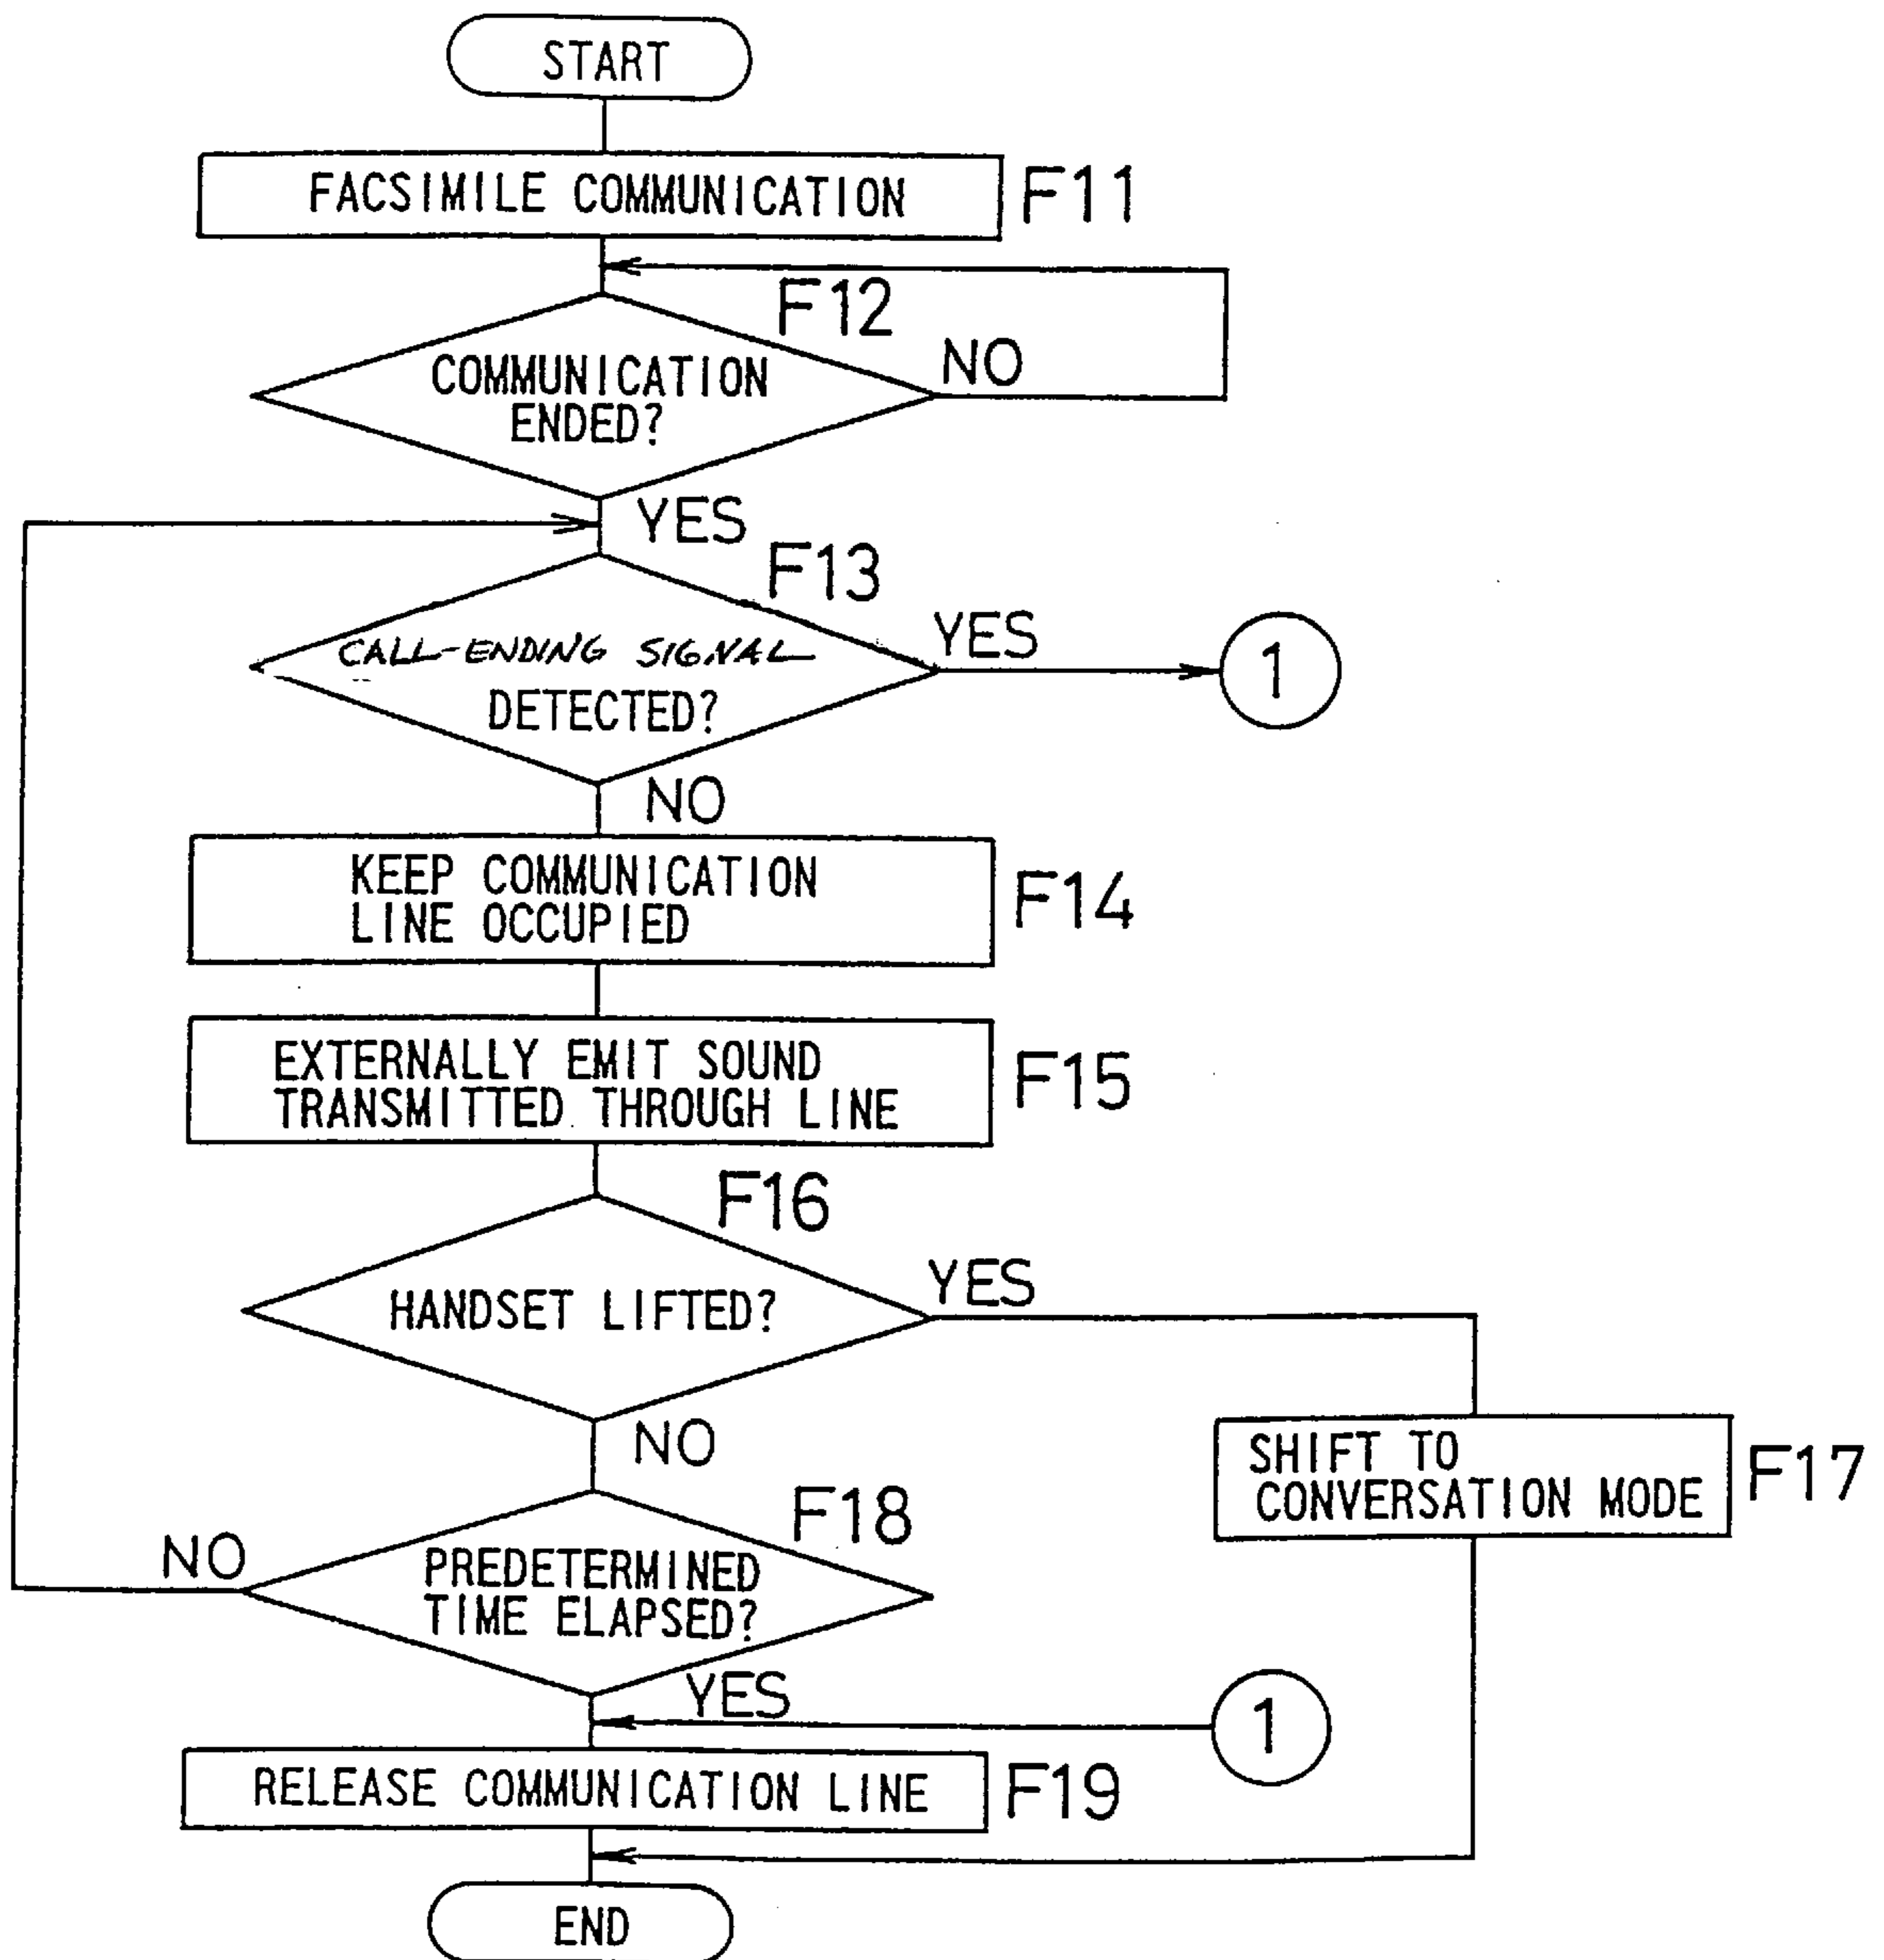 START
FACSIMILE COMMUNICATION
F11
F12
COMMUNICATION
ENDED?
NO
YES
F13
CALL-ENDING SIGNAL
DETECTED?
YES
1
NO
KEEP COMMUNICATION
LINE OCCUPIED
F14
EXTERNALLY EMIT SOUND
TRANSMITTED THROUGH LINE
F15
F16
HANDSET LIFTED?
YES
NO
SHIFT TO
CONVERSATION MODE
F17
F18
NO
PREDETERMINED
TIME ELAPSED?
YES
1
RELEASE COMMUNICATION LINE
F19
END